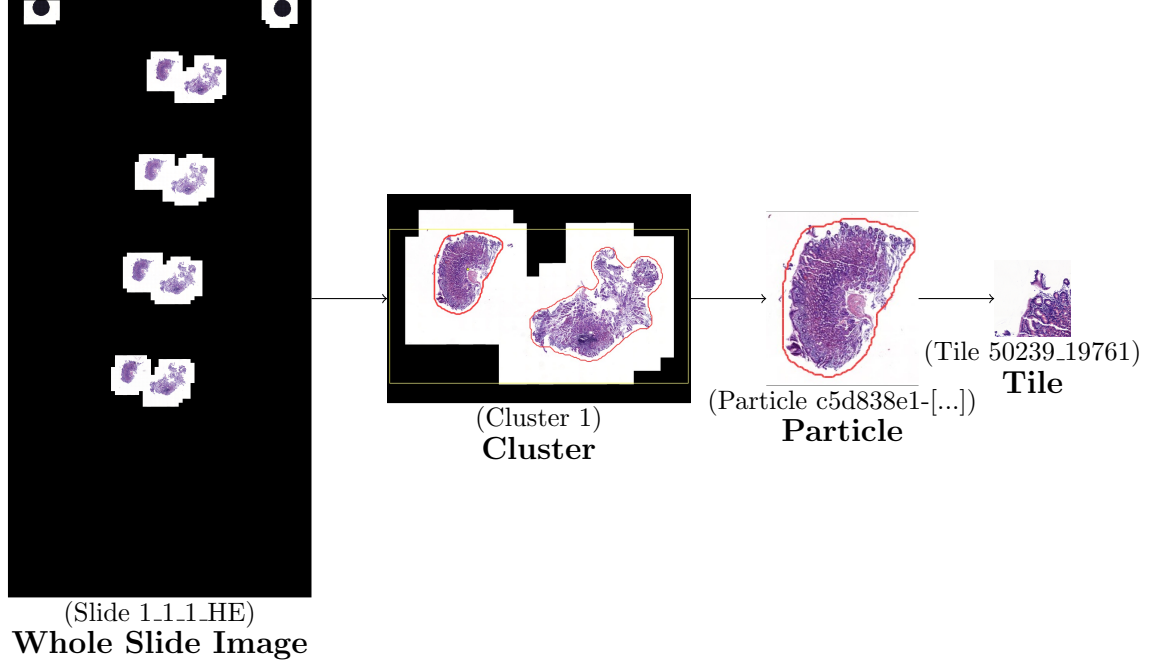 (Slide 1_1_1_HE)
Whole Slide Image
(Cluster 1)
Cluster
(Particle c5d838e1-[...])
Particle
(Tile 50239_19761)
Tile